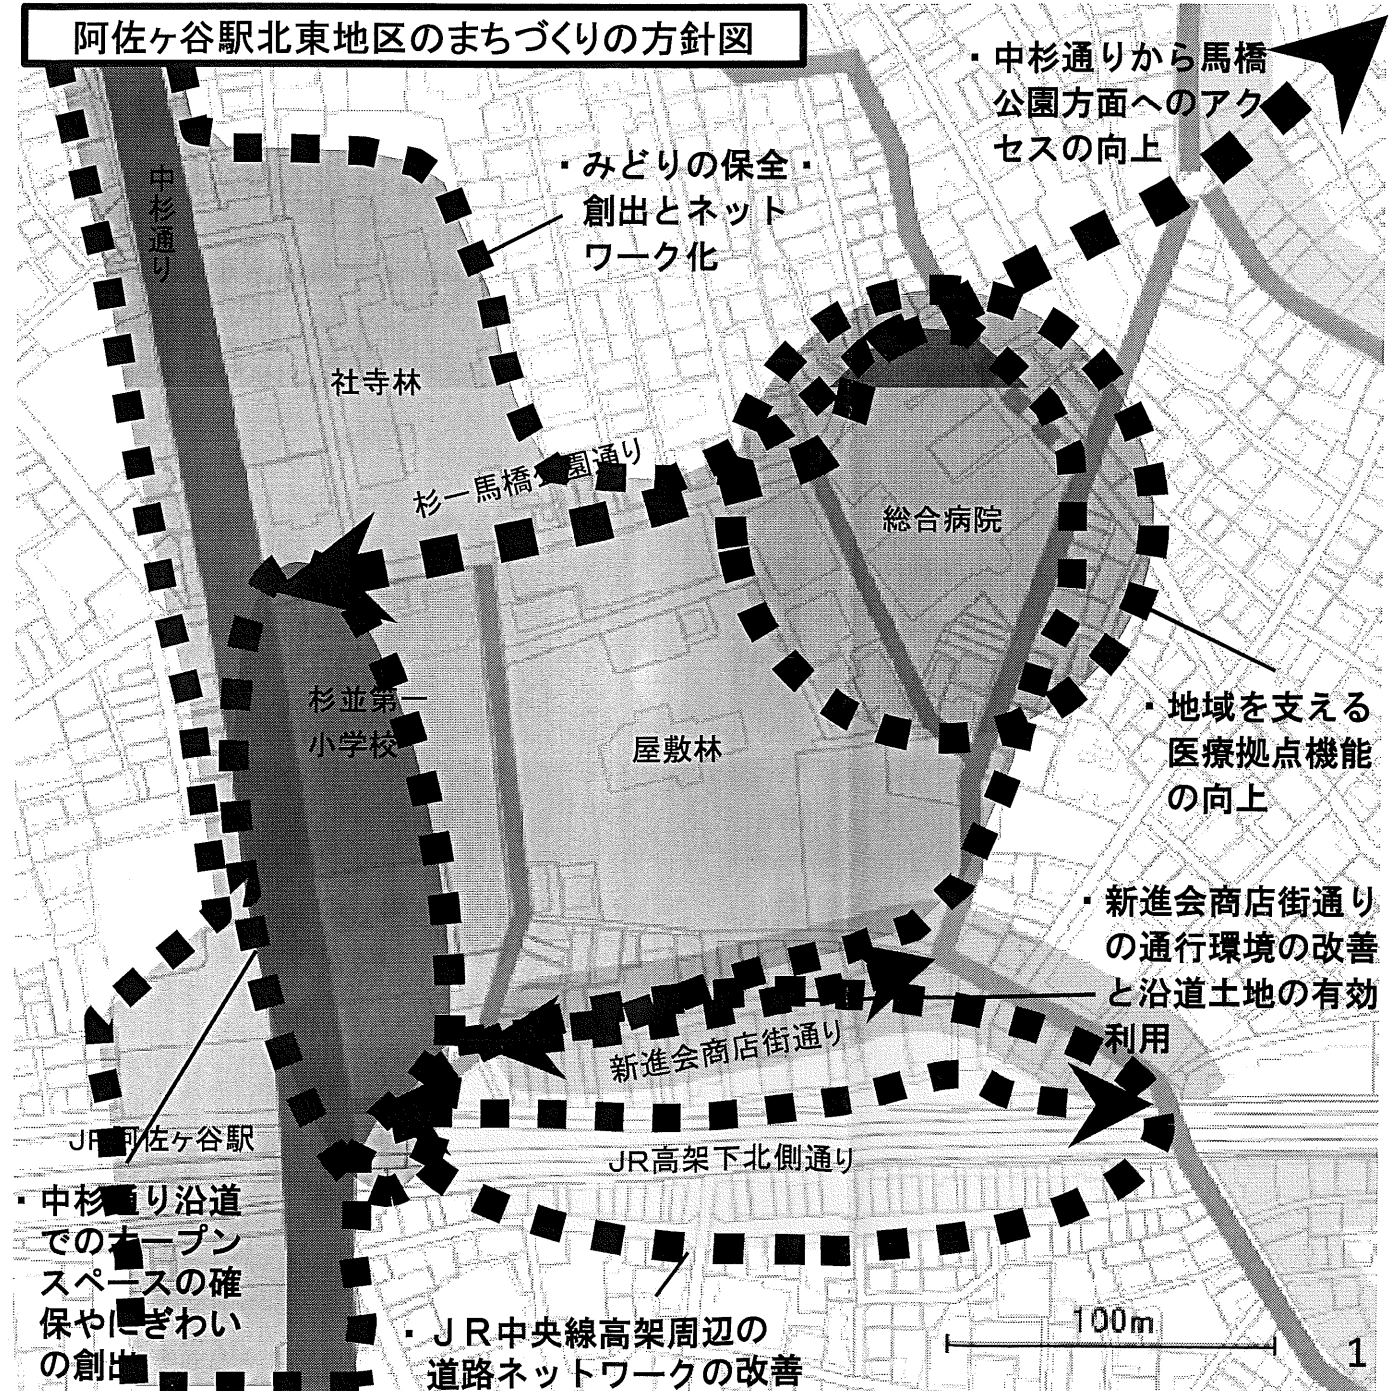 阿佐ヶ谷駅北東地区のまちづくりの方針図
・中杉通りから馬橋
公園方面へのアク
セスの向上
・みどりの保全・
創出とネット
ワーク化
中杉通り
社寺林
杉一馬橋公園通り
総合病院
杉並第一
小学校
屋敷林
・地域を支える
医療拠点機能
の向上
・新進会商店街通り
の通行環境の改善
と沿道土地の有効
利用
新進会商店街通り
JR阿佐ヶ谷駅
JR高架下北側通り
・中杉通り沿道
でのオープン
スペースの確
保やにぎわい
の創出
・JR中央線高架周辺の
道路ネットワークの改善
100m
1